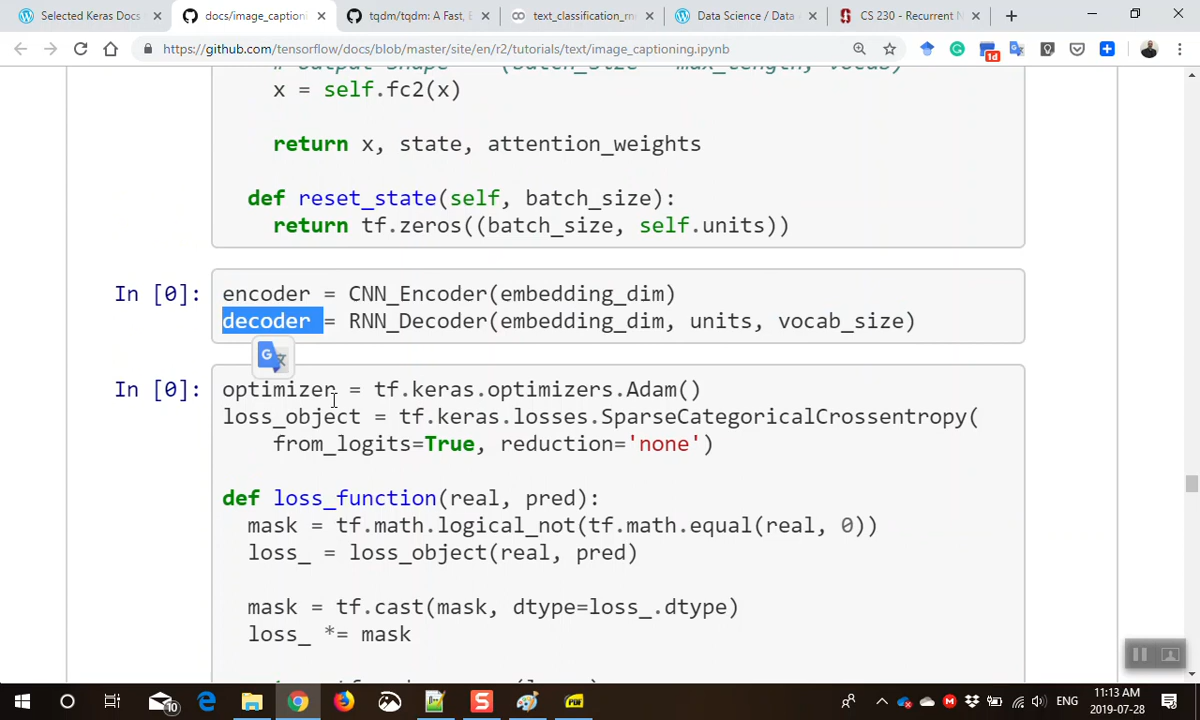 Selected Keras Docs
docs/image_captioni
tqdm/tqdm: A Fast, E
text_classification_rnn
Data Science / Data
CS 230 - Recurrent N
https://github.com/tensorflow/docs/blob/master/site/en/r2/tutorials/text/image_captioning.ipynb
1d
x = self.fc2(x)
return x, state, attention_weights
def reset_state(self, batch_size):
return tf.zeros((batch_size, self.units))
In [0]:
encoder = CNN_Encoder(embedding_dim)
decoder = RNN_Decoder(embedding_dim, units, vocab_size)
In [0]:
optimizer = tf.keras.optimizers.Adam()
loss_object = tf.keras.losses.SparseCategoricalCrossentropy(
from_logits=True, reduction='none')
def loss_function(real, pred):
mask = tf.math.logical_not(tf.math.equal(real, 0))
loss_ = loss_object(real, pred)
mask = tf.cast(mask, dtype=loss_.dtype)
loss_ *= mask
10
ENG
11:13 AM
2019-07-28